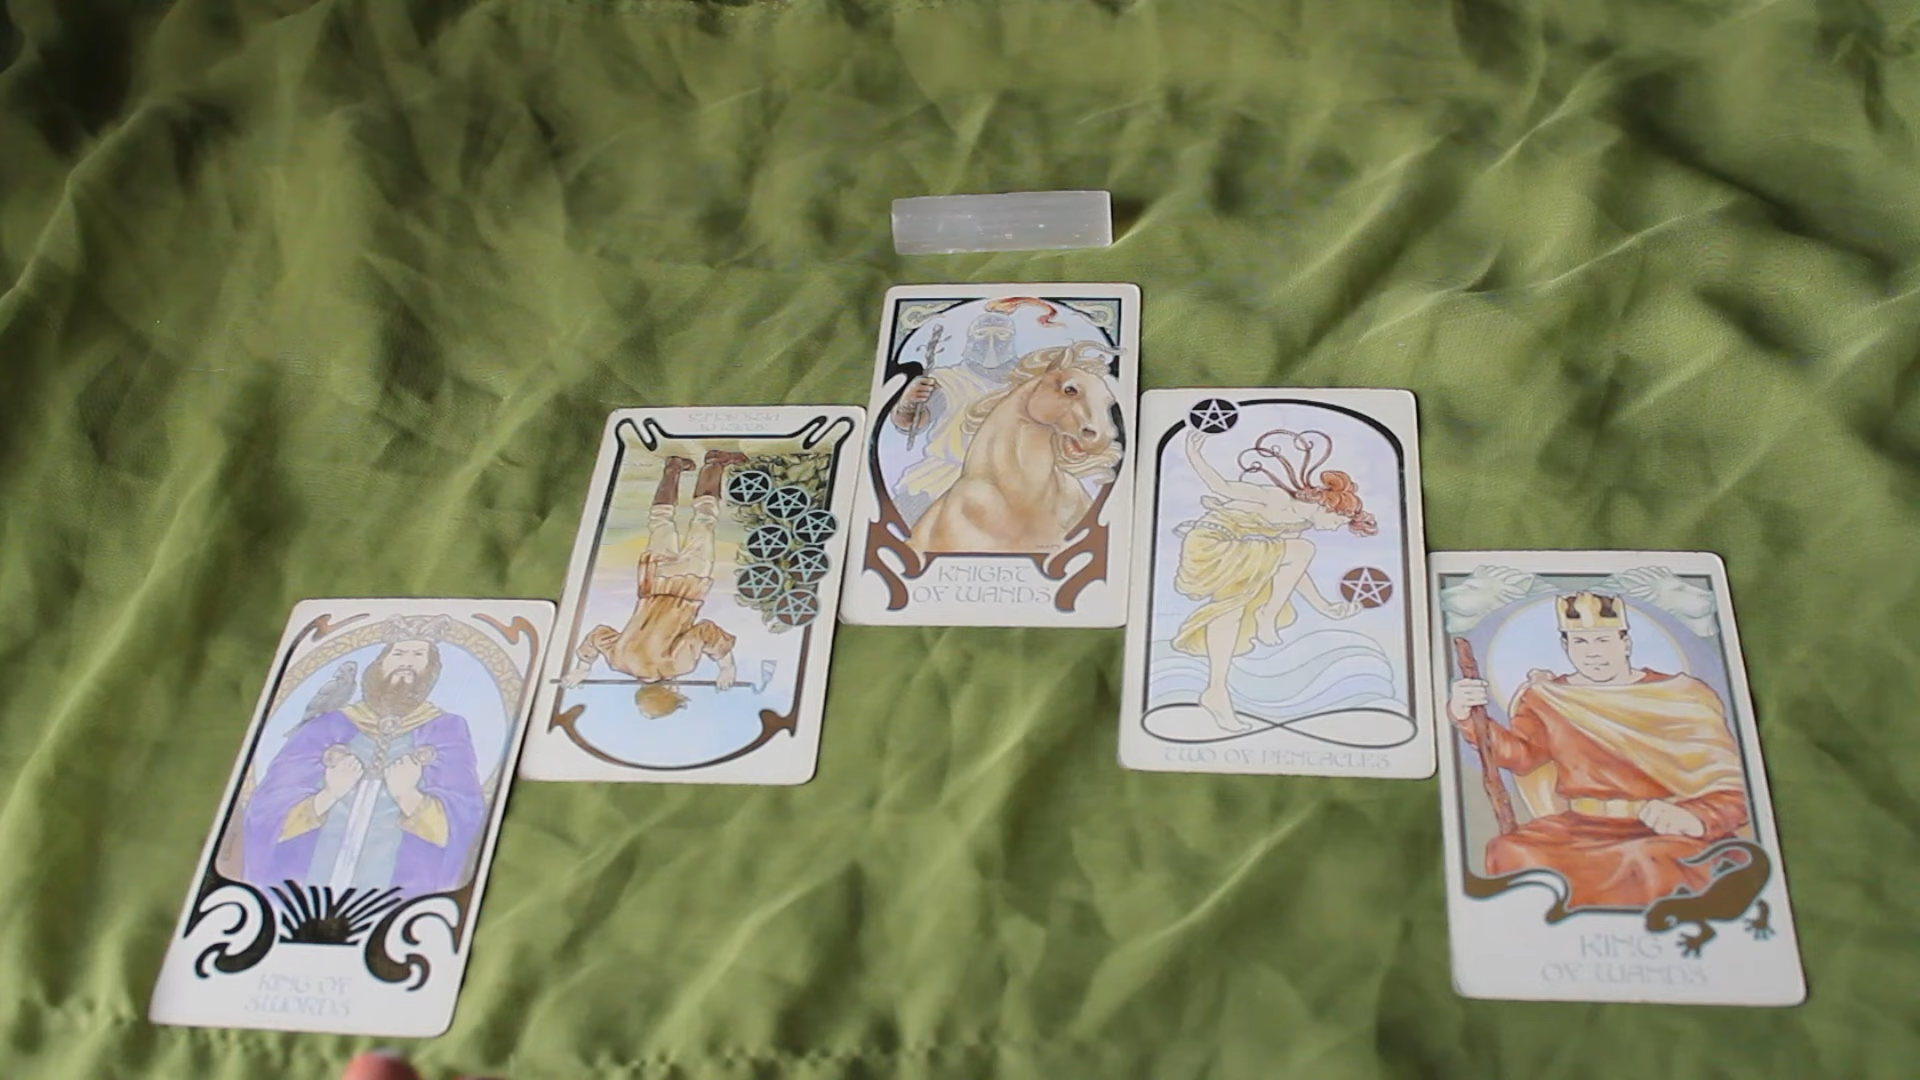 KNIGHT
OF WANDS
TWO OF PENTACLES
KING OF
SWORDS
KING
OF WANDS